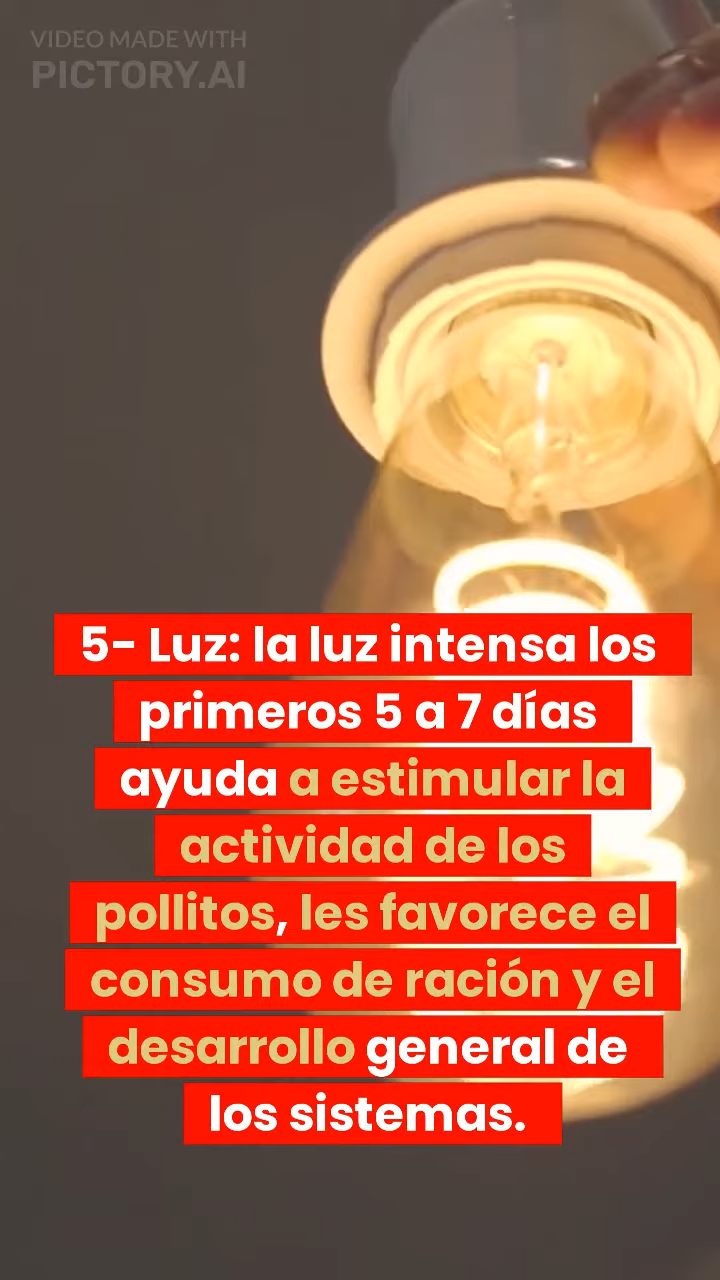 VIDEO MADE WITH
PICTORY.AI
5- Luz: la luz intensa los
primeros 5 a 7 días
ayuda a estimular la
actividad de los
pollitos, les favorece el
consumo de ración y el
desarrollo general de
los sistemas.